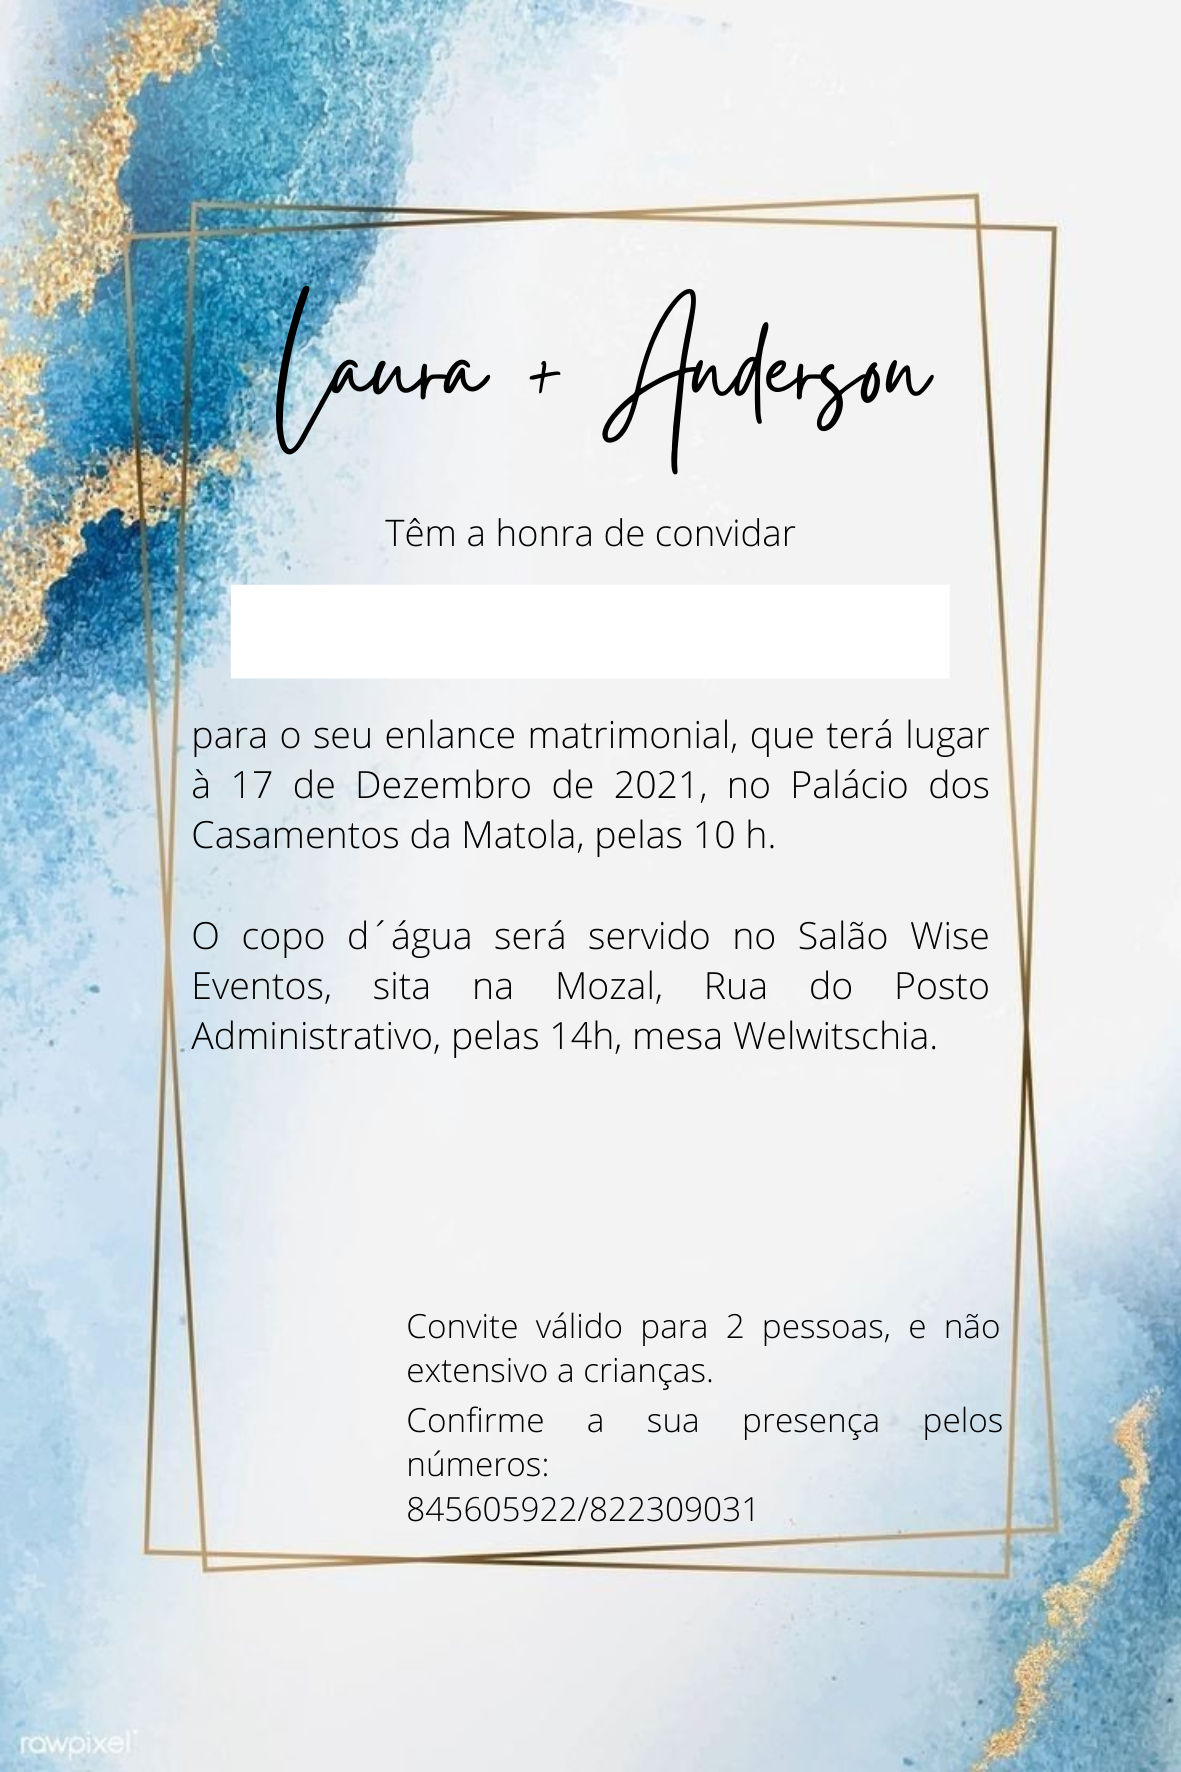 Laura + Anderson
Têm a honra de convidar
para o seu enlance matrimonial, que terá lugar
à 17 de Dezembro de 2021, no Palácio dos
Casamentos da Matola, pelas 10 h.
O copo d´água será servido no Salão Wise
Eventos, sita na Mozal, Rua do Posto
Administrativo, pelas 14h, mesa Welwitschia.
Convite válido para 2 pessoas, e não
extensivo a crianças.
Confirme a sua presença pelos
números:
845605922/822309031
rawpixel